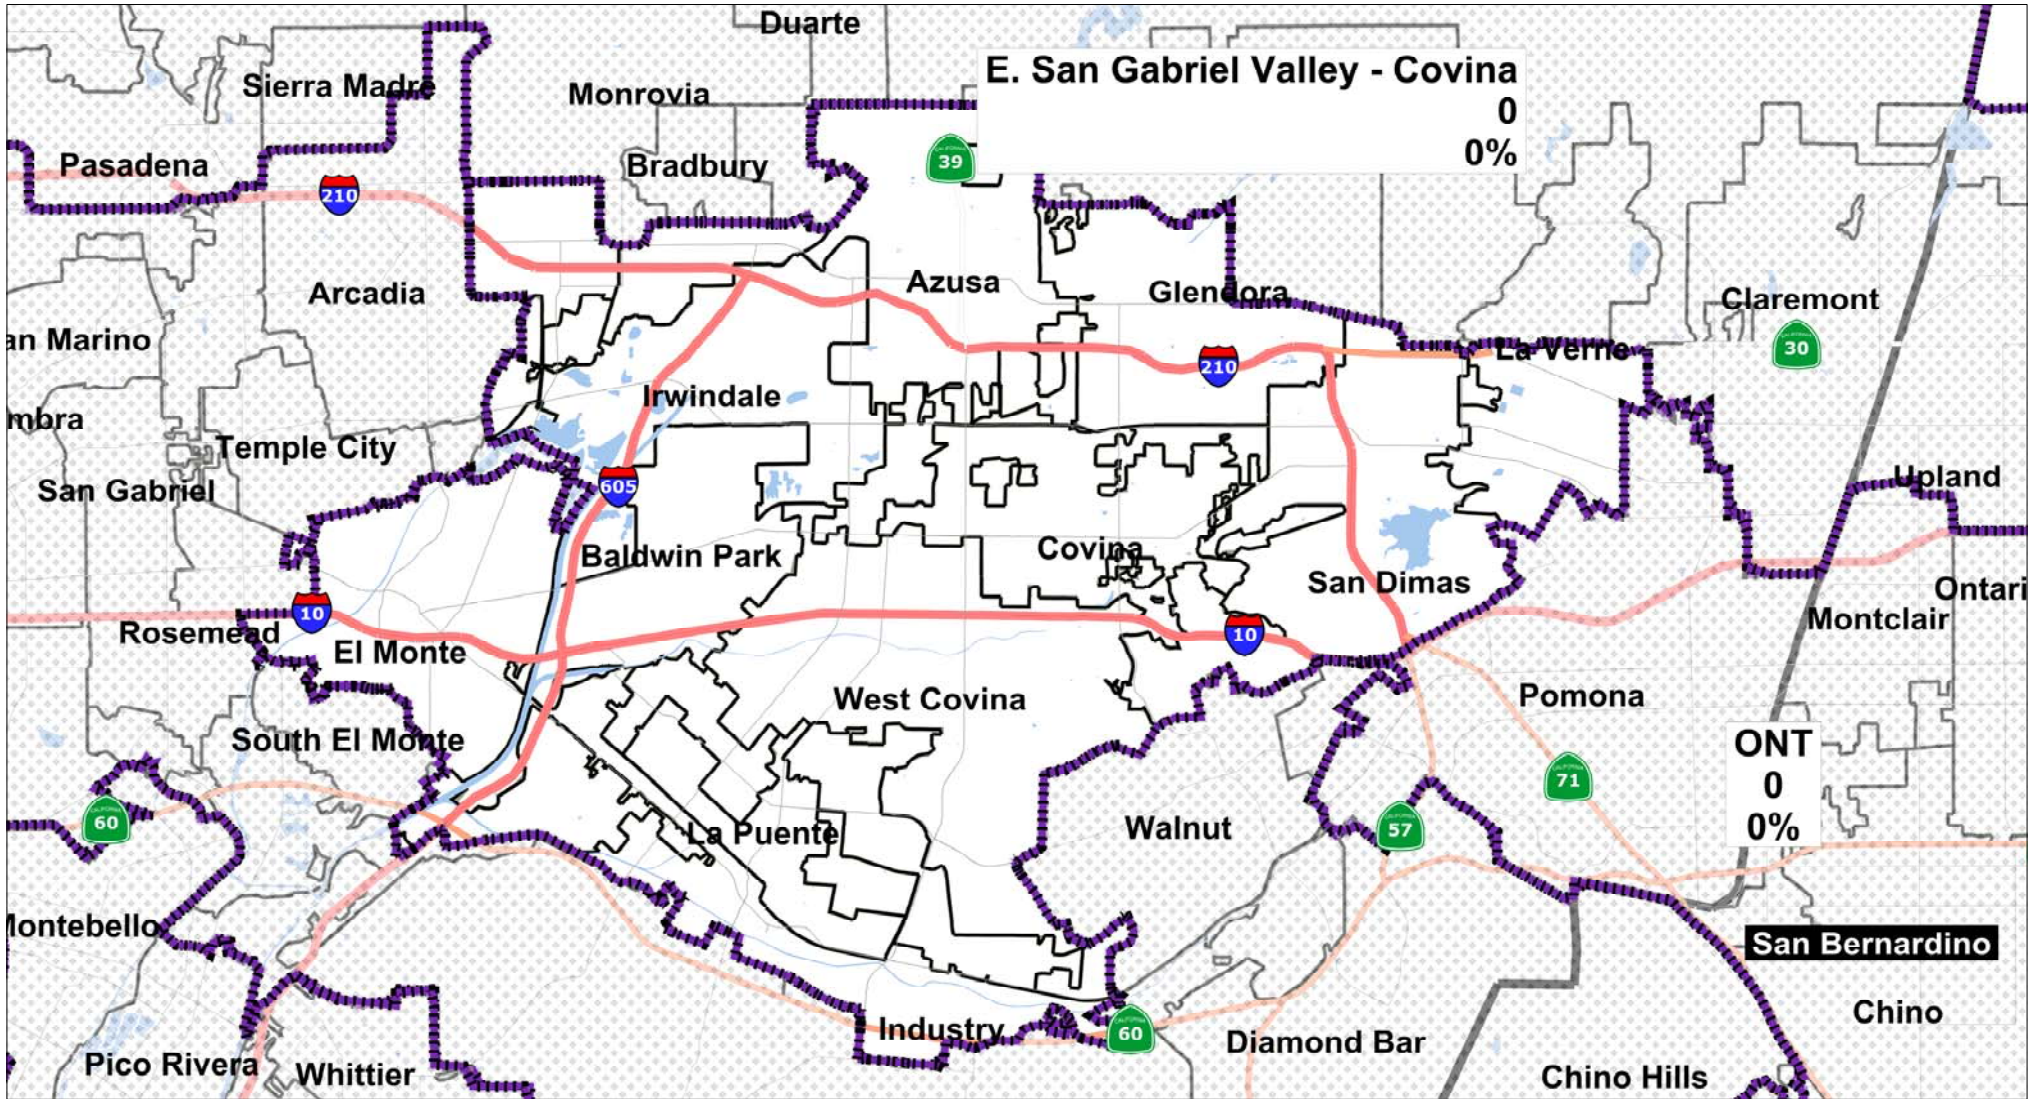 Duarte
E. San Gabriel Valley - Covina
0
0%
Sierra Madre
Monrovia
39
Pasadena
Bradbury
210
Azusa
Arcadia
Glendora
Claremont
an Marino
30
La Verne
210
Irwindale
mbra
Temple City
Upland
San Gabriel
605
Covina
Baldwin Park
San Dimas
Ontari
10
Montclair
Rosemead
10
El Monte
Pomona
West Covina
South El Monte
ONT
0
0%
71
60
Walnut
57
La Puente
Montebello
San Bernardino
Chino
Industry
60
Diamond Bar
Pico Rivera
Whittier
Chino Hills